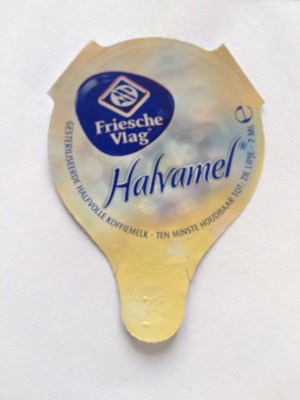 Friesche
Vlag®
Halvamel®
GESTERILISEERDE HALFVOLLE KOFFIEMELK - TEN MINSTE HOUDBAAR TOT: ZIE LIPJE - 7 ML e